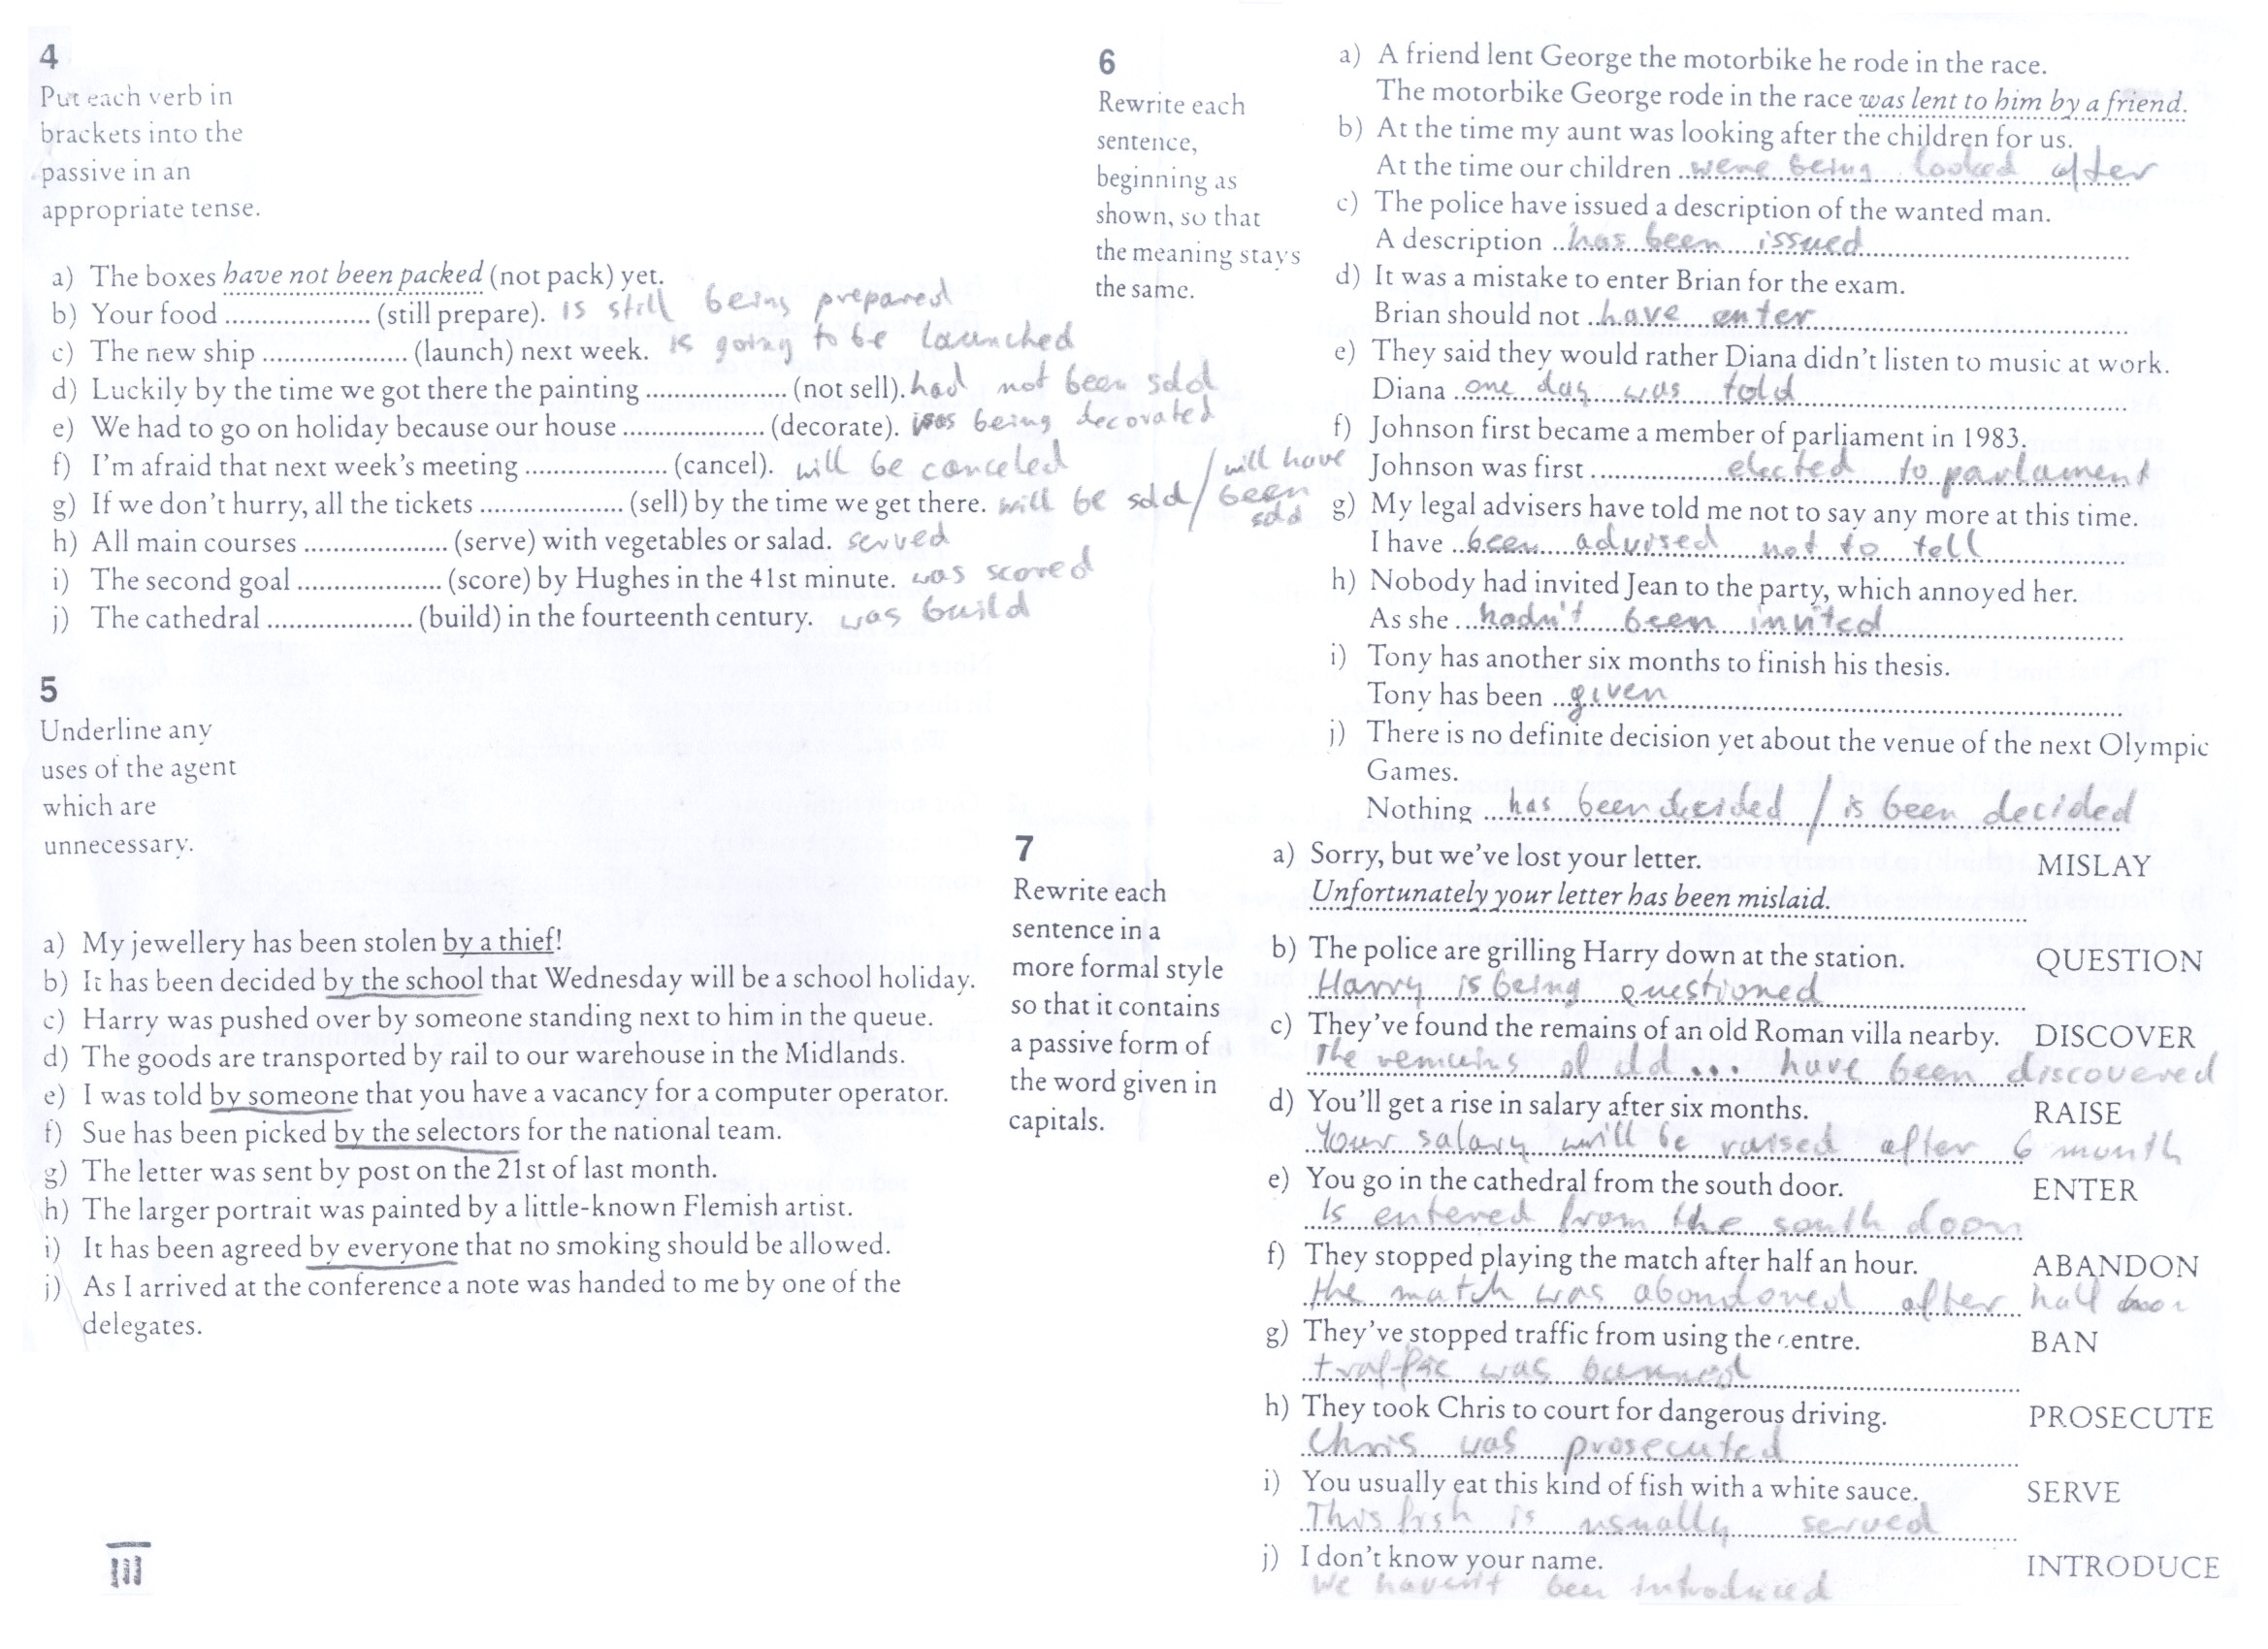 4
Put each verb in
brackets into the
passive in an
appropriate tense.
a) The boxes have not been packed (not pack) yet.
b) Your food .................... (still prepare). is still being prepared
c) The new ship .................... (launch) next week. is going to be launched
d) Luckily by the time we got there the painting .................... (not sell). had not been sold
e) We had to go on holiday because our house .................... (decorate). was being decorated
f) I'm afraid that next week's meeting .................... (cancel). will be canceled
g) If we don't hurry, all the tickets .................... (sell) by the time we get there. will be sold / will have been sold
h) All main courses .................... (serve) with vegetables or salad. served
i) The second goal .................... (score) by Hughes in the 41st minute. was scored
j) The cathedral .................... (build) in the fourteenth century. was build
5
Underline any
uses of the agent
which are
unnecessary.
a) My jewellery has been stolen by a thief!
b) It has been decided by the school that Wednesday will be a school holiday.
c) Harry was pushed over by someone standing next to him in the queue.
d) The goods are transported by rail to our warehouse in the Midlands.
e) I was told by someone that you have a vacancy for a computer operator.
f) Sue has been picked by the selectors for the national team.
g) The letter was sent by post on the 21st of last month.
h) The larger portrait was painted by a little-known Flemish artist.
i) It has been agreed by everyone that no smoking should be allowed.
j) As I arrived at the conference a note was handed to me by one of the
delegates.
III
6
Rewrite each
sentence,
beginning as
shown, so that
the meaning stays
the same.
a) A friend lent George the motorbike he rode in the race.
The motorbike George rode in the race was lent to him by a friend.
b) At the time my aunt was looking after the children for us.
At the time our children were being looked after
c) The police have issued a description of the wanted man.
A description has been issued
d) It was a mistake to enter Brian for the exam.
Brian should not have enter
e) They said they would rather Diana didn't listen to music at work.
Diana one day was told
f) Johnson first became a member of parliament in 1983.
Johnson was first elected to parlament
g) My legal advisers have told me not to say any more at this time.
I have been advised not to tell
h) Nobody had invited Jean to the party, which annoyed her.
As she hadn't been invited
i) Tony has another six months to finish his thesis.
Tony has been given
j) There is no definite decision yet about the venue of the next Olympic
Games.
Nothing has been decided / is been decided
7
Rewrite each
sentence in a
more formal style
so that it contains
a passive form of
the word given in
capitals.
a) Sorry, but we've lost your letter. MISLAY
Unfortunately your letter has been mislaid.
b) The police are grilling Harry down at the station. QUESTION
Harry is being questioned
c) They've found the remains of an old Roman villa nearby. DISCOVER
The remains of old ... have been discovered
d) You'll get a rise in salary after six months. RAISE
Your salary will be raised after 6 month
e) You go in the cathedral from the south door. ENTER
Is entered from the south door
f) They stopped playing the match after half an hour. ABANDON
the match was abondoned after half
g) They've stopped traffic from using the centre. BAN
traffic was banned
h) They took Chris to court for dangerous driving. PROSECUTE
Chris was prosecuted
i) You usually eat this kind of fish with a white sauce. SERVE
This fish is usually served
j) I don't know your name. INTRODUCE
We haven't been introduced